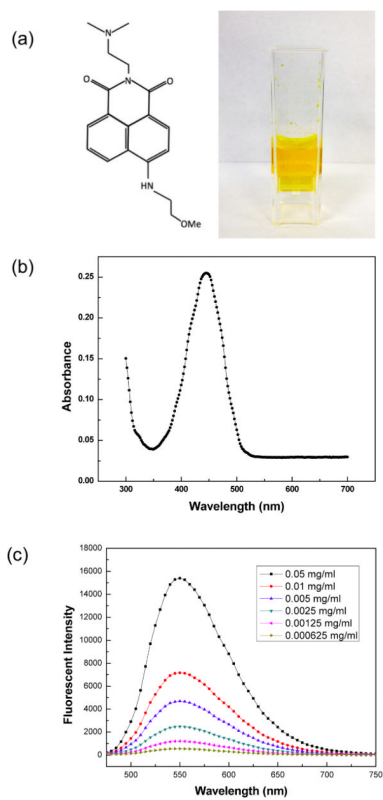 (a)
N
N
O
O
HN
OMe
(b)
0.25
0.20
0.15
0.10
0.05
0.00
Absorbance
300 400 500 600 700
Wavelength (nm)
(c)
18000
16000
14000
12000
10000
8000
6000
4000
2000
0
Fluorescent Intensity
0.05 mg/ml
0.01 mg/ml
0.005 mg/ml
0.0025 mg/ml
0.00125 mg/ml
0.000625 mg/ml
500 550 600 650 700 750
Wavelength (nm)